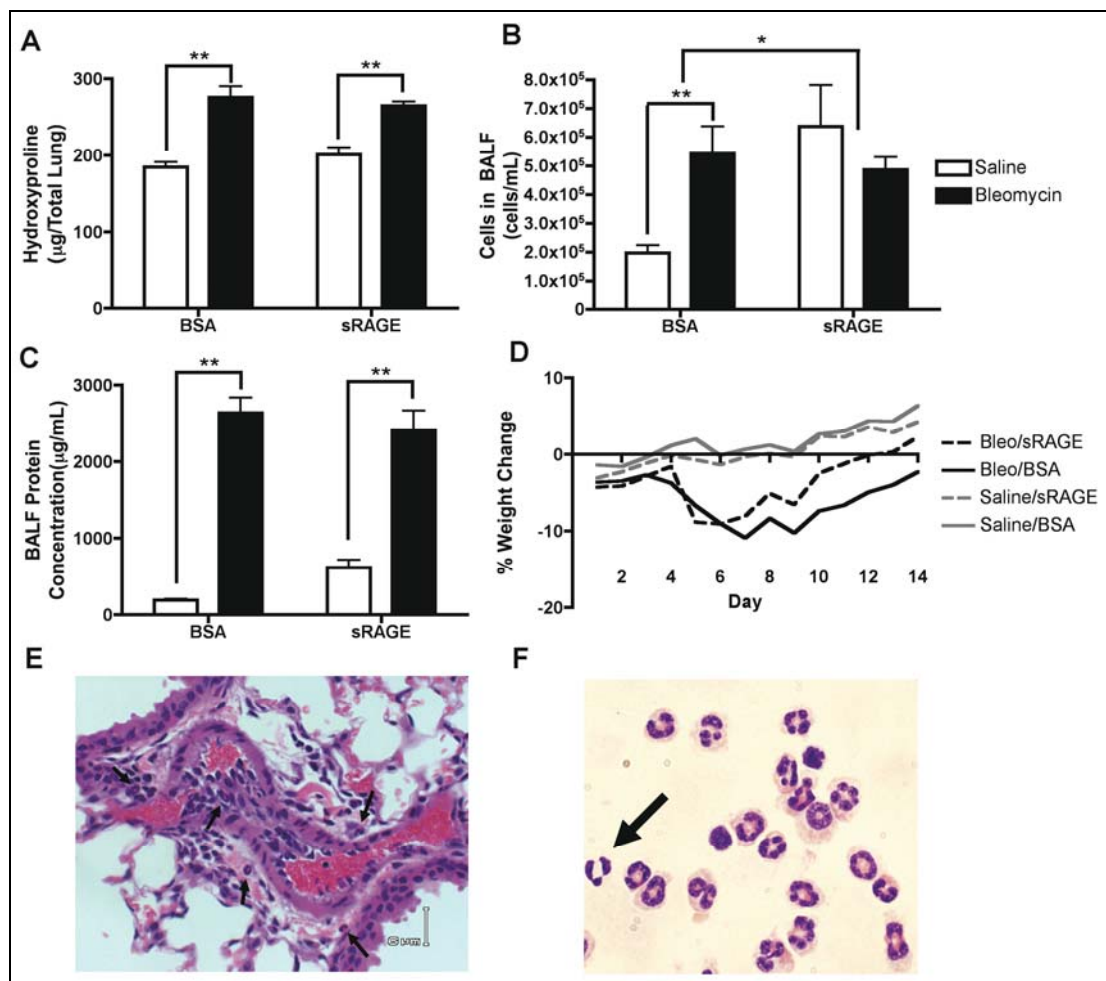 A
Hydroxyproline
(µg/Total Lung)
300
200
100
0
**
**
BSA
sRAGE
B
Cells in BALF
(cells/mL)
8.0x10⁵
7.0x10⁵
6.0x10⁵
5.0x10⁵
4.0x10⁵
3.0x10⁵
2.0x10⁵
1.0x10⁵
0
*
**
BSA
sRAGE
Saline
Bleomycin
C
BALF Protein
Concentration(µg/mL)
3000
2000
1000
0
**
**
BSA
sRAGE
D
% Weight Change
10
0
-10
-20
2 4 6 8 10 12 14
Day
Bleo/sRAGE
Bleo/BSA
Saline/sRAGE
Saline/BSA
E
6µm
F